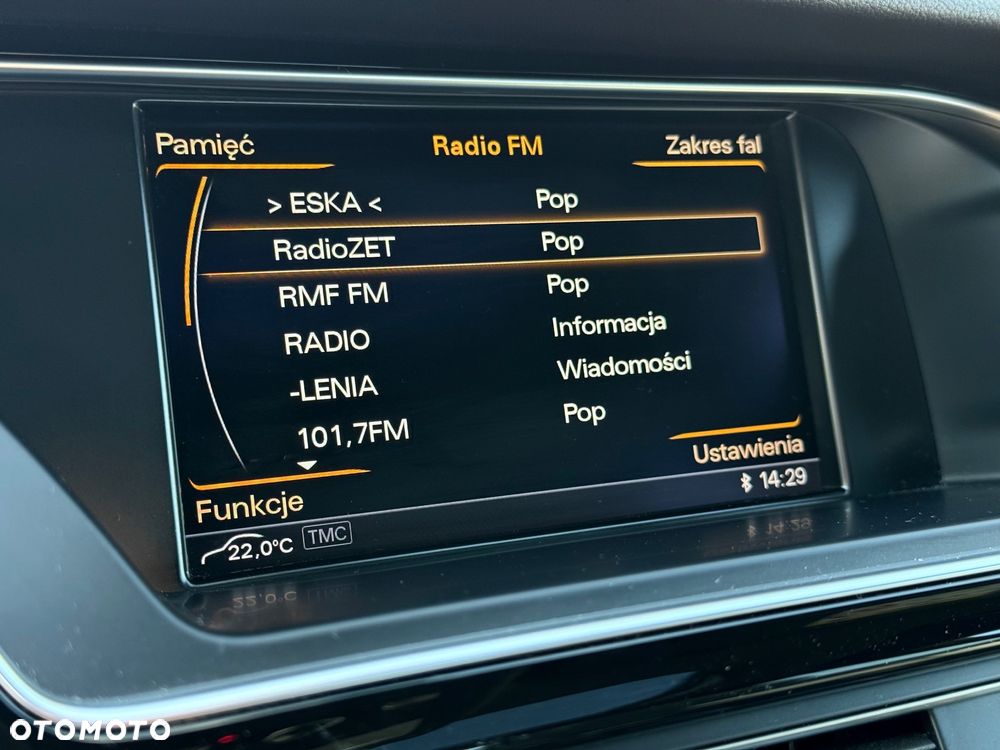 Pamięć Radio FM Zakres fal
> ESKA < Pop
RadioZET Pop
RMF FM Pop
RADIO Informacja
-LENIA Wiadomości
101,7FM Pop
Ustawienia
Funkcje
14:29
22,0°C TMC
OTOMOTO